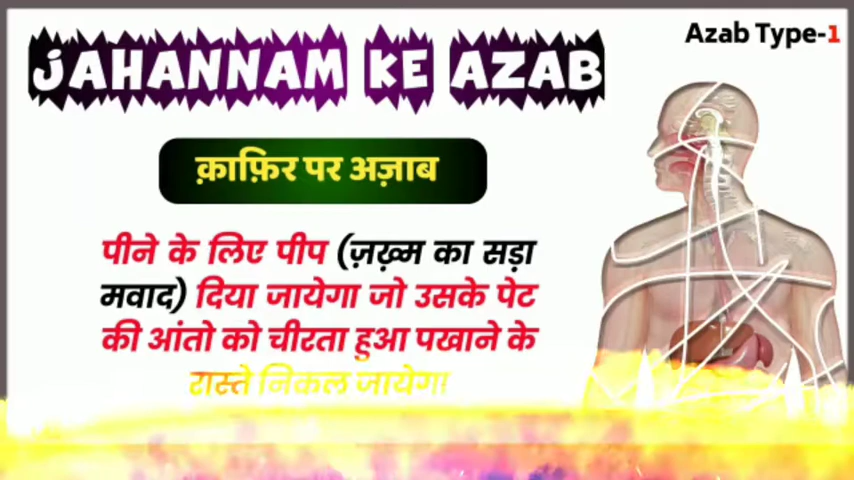 Azab Type-1
JAHANNAM KE AZAB
क़ाफ़िर पर अज़ाब
पीने के लिए पीप (ज़ख़्म का सड़ा
मवाद) दिया जायेगा जो उसके पेट
की आंतो को चीरता हुआ पखाने के
रास्ते निकल जायेगा